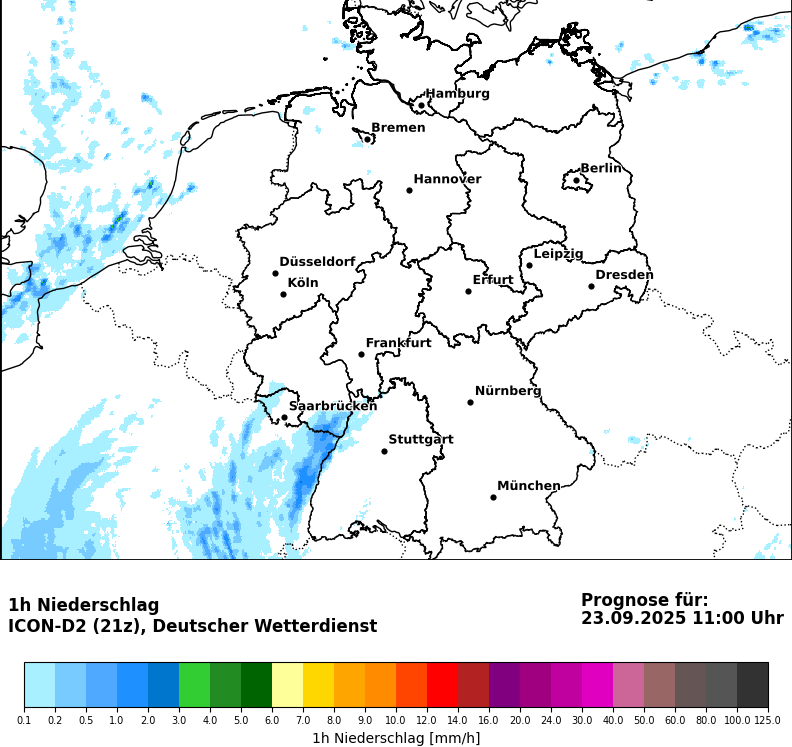 Hamburg
Bremen
Berlin
Hannover
Leipzig
Düsseldorf
Dresden
Köln
Erfurt
Frankfurt
Nürnberg
Saarbrücken
Stuttgart
München
1h Niederschlag
ICON-D2 (21z), Deutscher Wetterdienst
Prognose für:
23.09.2025 11:00 Uhr
0.1 0.2 0.5 1.0 2.0 3.0 4.0 5.0 6.0 7.0 8.0 9.0 10.0 12.0 14.0 16.0 20.0 24.0 30.0 40.0 50.0 60.0 80.0 100.0 125.0
1h Niederschlag [mm/h]